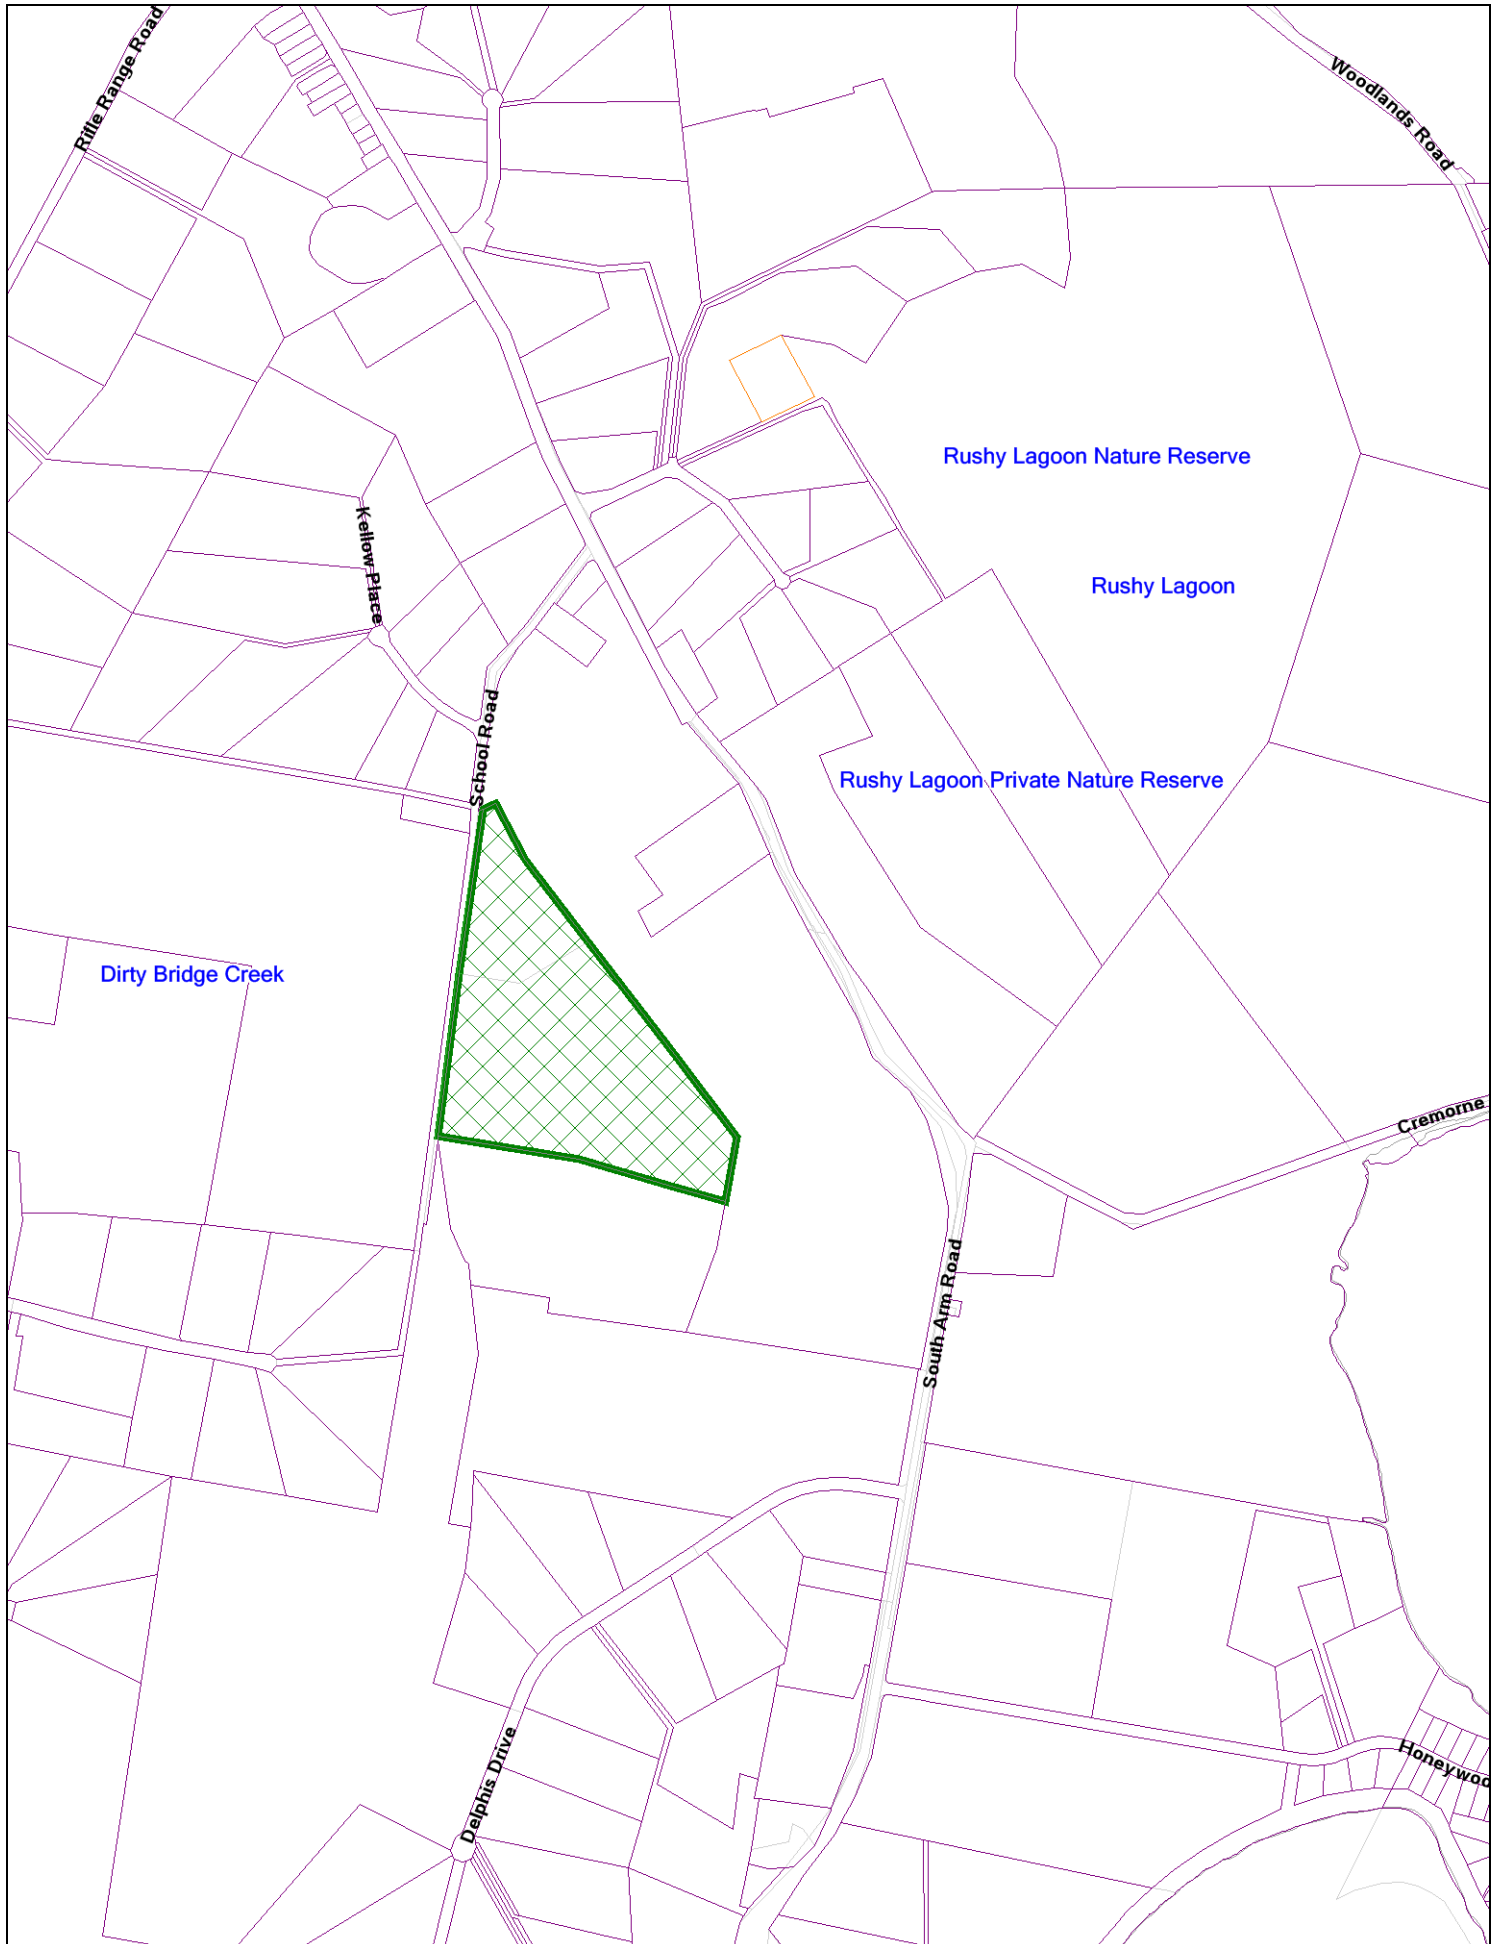 Rifle Range Road
Woodlands Road
Rushy Lagoon Nature Reserve
Kellow Place
Rushy Lagoon
School Road
Rushy Lagoon Private Nature Reserve
Dirty Bridge Creek
Cremorne
South Arm Road
Honeywoo
Delphis Drive